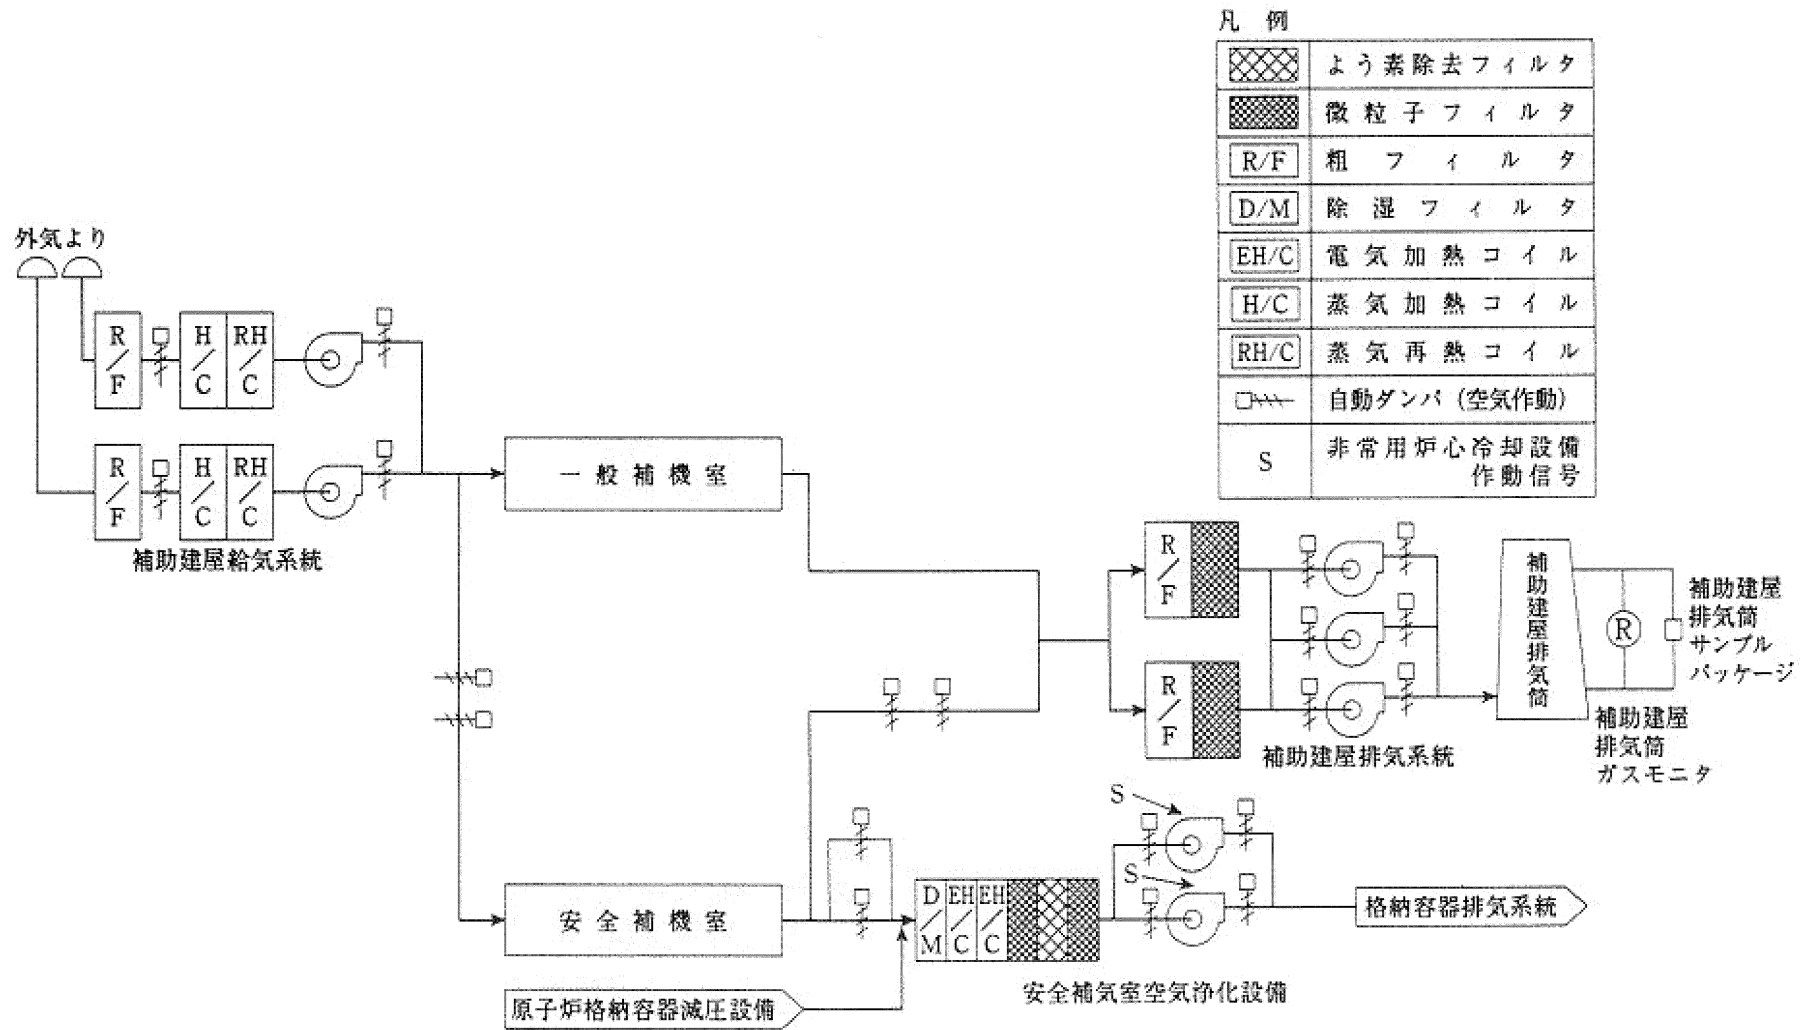 凡例
よう素除去フィルタ
微粒子フィルタ
R/F 粗フィルタ
D/M 除湿フィルタ
EH/C 電気加熱コイル
H/C 蒸気加熱コイル
RH/C 蒸気再熱コイル
自動ダンパ(空気作動)
S 非常用炉心冷却設備
作動信号
外気より
R/F H/C RH/C
R/F H/C RH/C
補助建屋給気系統
一般補機室
R/F
R/F
補助建屋排気系統
補助建屋排気筒
R
補助建屋
排気筒
サンプル
パッケージ
補助建屋
排気筒
ガスモニタ
S
S
安全補機室
D/M EH/C EH/C
格納容器排気系統
安全補気室空気浄化設備
原子炉格納容器減圧設備